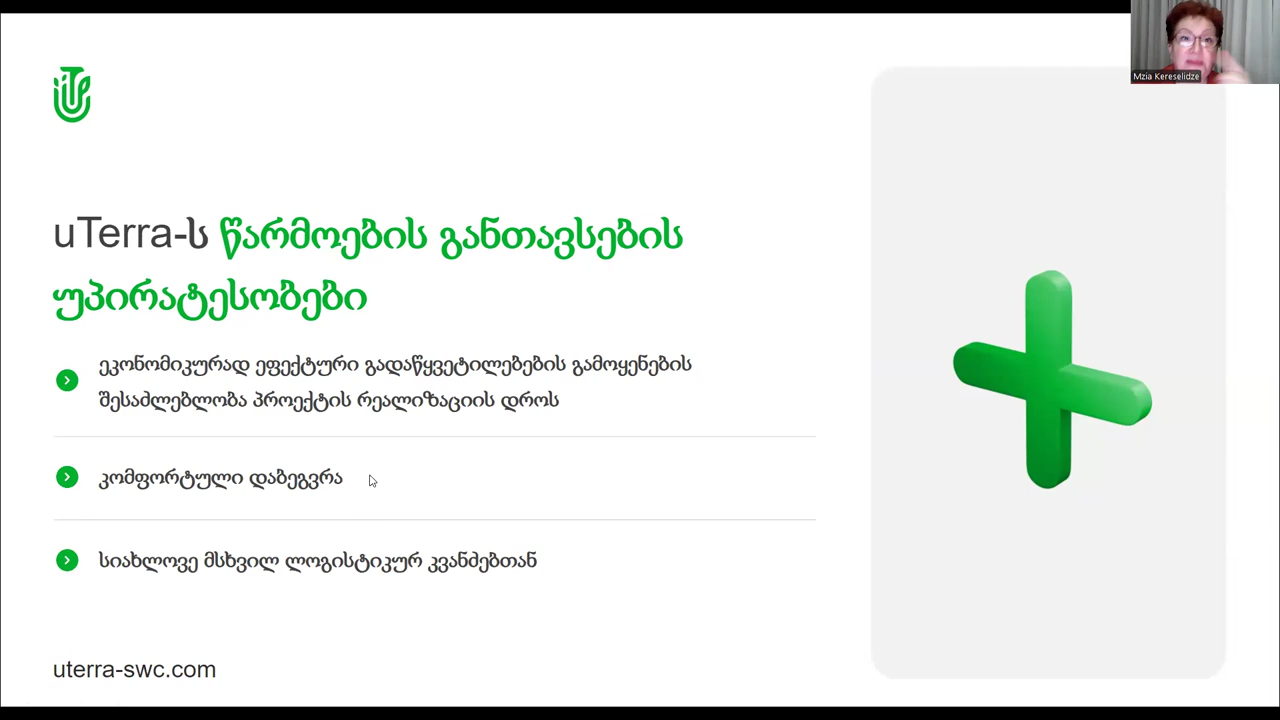 Mzia Kereselidze
uTerra-ს წარმოების განთავსების
უპირატესობები
ეკონომიკურად ეფექტური გადაწყვეტილებების გამოყენების
შესაძლებლობა პროექტის რეალიზაციის დროს
კომფორტული დაბეგვრა
სიახლოვე მსხვილ ლოგისტიკურ კვანძებთან
uterra-swc.com